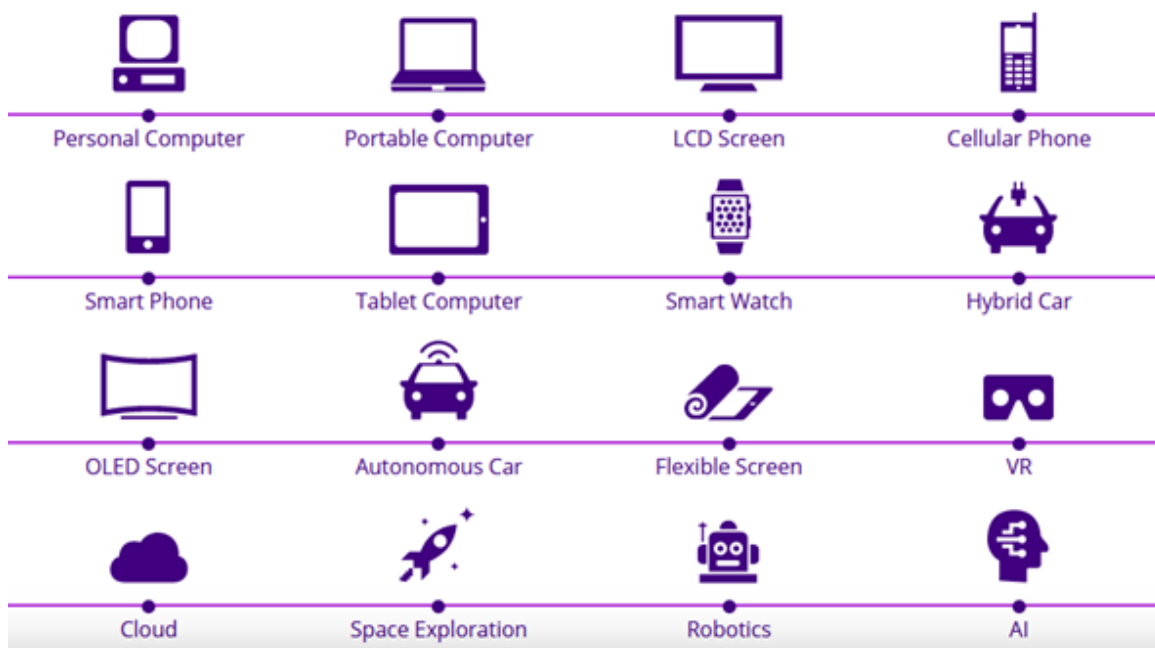 Personal Computer
Portable Computer
LCD Screen
Cellular Phone
Smart Phone
Tablet Computer
Smart Watch
Hybrid Car
OLED Screen
Autonomous Car
Flexible Screen
VR
Cloud
Space Exploration
Robotics
AI